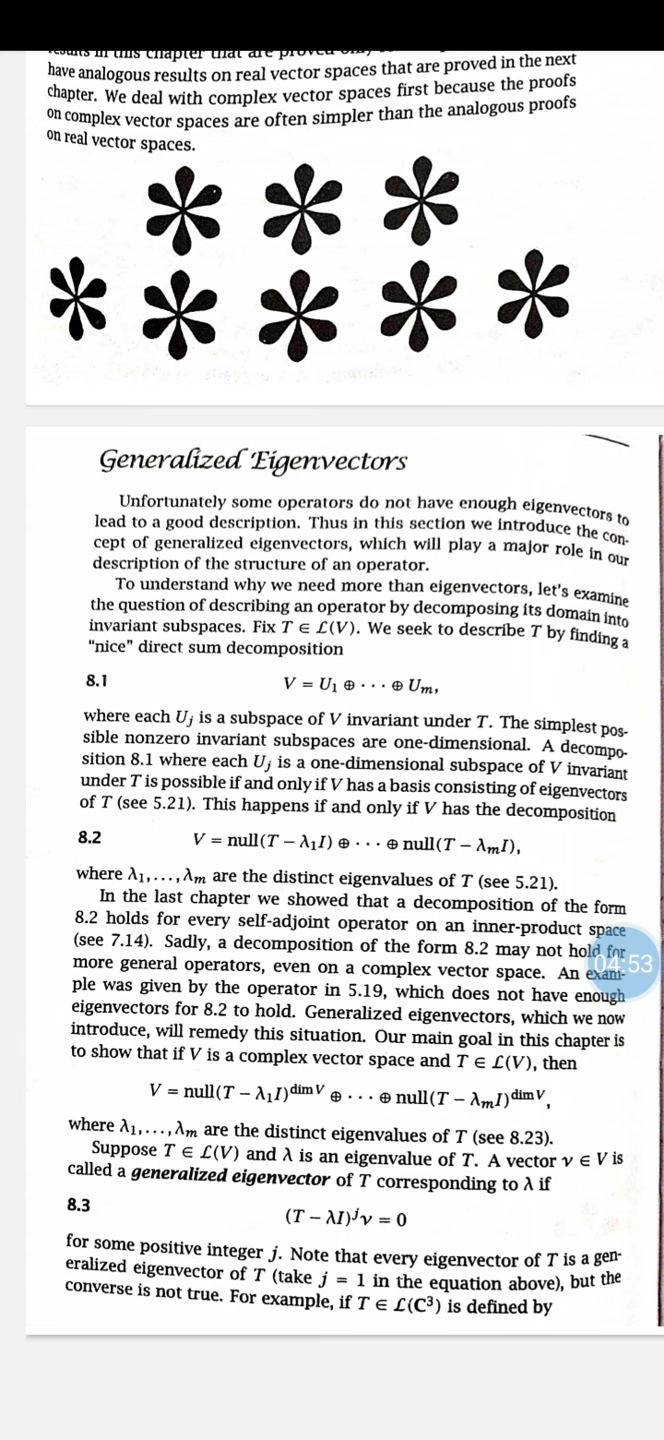 results in this chapter that are proved only
have analogous results on real vector spaces that are proved in the next
chapter. We deal with complex vector spaces first because the proofs
on complex vector spaces are often simpler than the analogous proofs
on real vector spaces.
Generalized Eigenvectors
Unfortunately some operators do not have enough eigenvectors to
lead to a good description. Thus in this section we introduce the con-
cept of generalized eigenvectors, which will play a major role in our
description of the structure of an operator.
To understand why we need more than eigenvectors, let's examine
the question of describing an operator by decomposing its domain into
invariant subspaces. Fix T ∈ ℒ(V). We seek to describe T by finding a
"nice" direct sum decomposition
8.1 V = U₁ ⊕ · · · ⊕ Uₘ,
where each Uⱼ is a subspace of V invariant under T. The simplest pos-
sible nonzero invariant subspaces are one-dimensional. A decompo-
sition 8.1 where each Uⱼ is a one-dimensional subspace of V invariant
under T is possible if and only if V has a basis consisting of eigenvectors
of T (see 5.21). This happens if and only if V has the decomposition
8.2 V = null(T − λ₁I) ⊕ · · · ⊕ null(T − λₘI),
where λ₁,...,λₘ are the distinct eigenvalues of T (see 5.21).
In the last chapter we showed that a decomposition of the form
8.2 holds for every self-adjoint operator on an inner-product space
(see 7.14). Sadly, a decomposition of the form 8.2 may not hold for
more general operators, even on a complex vector space. An exam-
04:53
ple was given by the operator in 5.19, which does not have enough
eigenvectors for 8.2 to hold. Generalized eigenvectors, which we now
introduce, will remedy this situation. Our main goal in this chapter is
to show that if V is a complex vector space and T ∈ ℒ(V), then
V = null(T − λ₁I)^dim V ⊕ · · · ⊕ null(T − λₘI)^dim V,
where λ₁,...,λₘ are the distinct eigenvalues of T (see 8.23).
Suppose T ∈ ℒ(V) and λ is an eigenvalue of T. A vector v ∈ V is
called a generalized eigenvector of T corresponding to λ if
8.3 (T − λI)ʲv = 0
for some positive integer j. Note that every eigenvector of T is a gen-
eralized eigenvector of T (take j = 1 in the equation above), but the
converse is not true. For example, if T ∈ ℒ(C³) is defined by